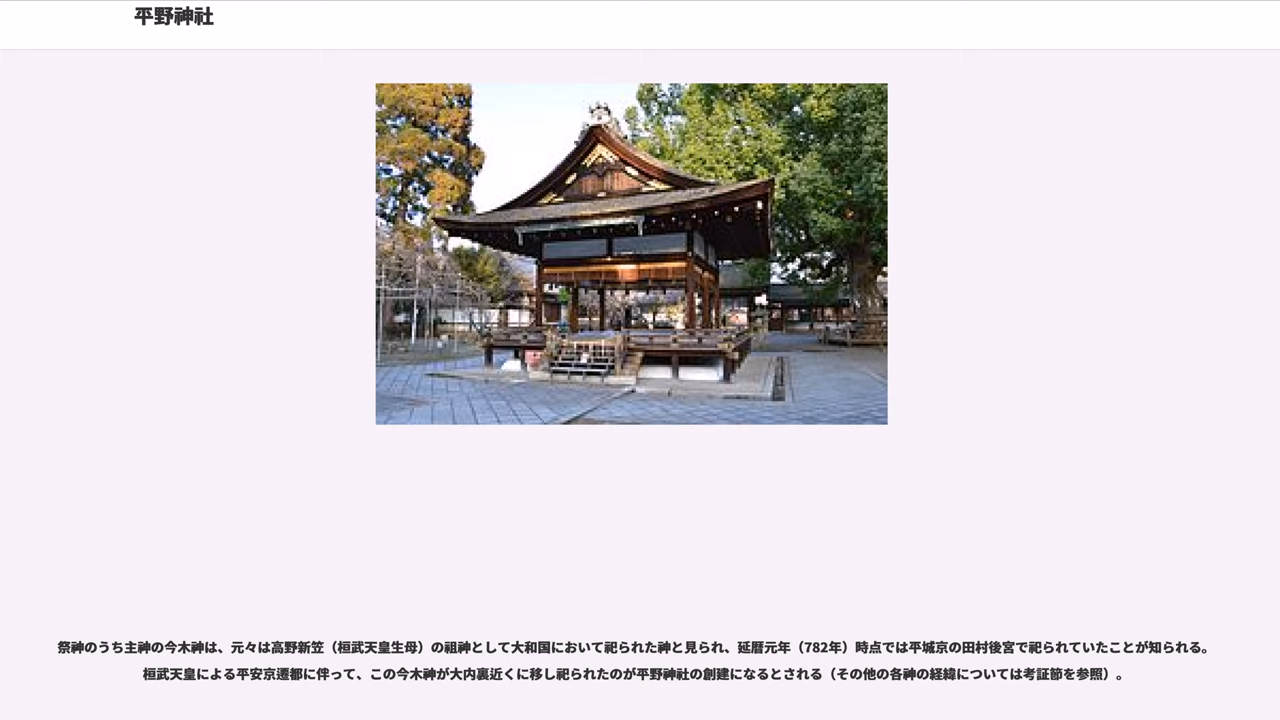 平野神社
祭神のうち主神の今木神は、元々は高野新笠（桓武天皇生母）の祖神として大和国において祀られた神と見られ、延暦元年（782年）時点では平城京の田村後宮で祀られていたことが知られる。
桓武天皇による平安京遷都に伴って、この今木神が大内裏近くに移し祀られたのが平野神社の創建になるとされる（その他の各神の経緯については考証節を参照）。